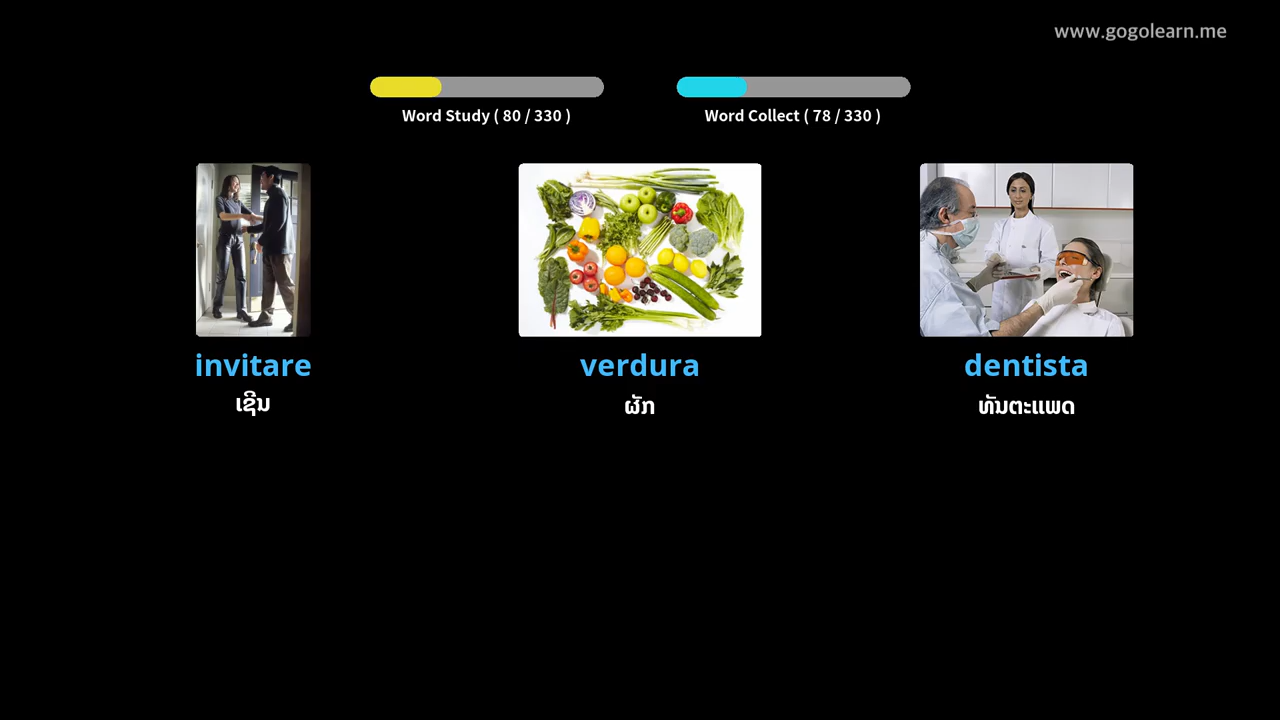 www.gogolearn.me
Word Study ( 80 / 330 )
Word Collect ( 78 / 330 )
invitare
ເຊີນ
verdura
ຜັກ
dentista
ທັນຕະແພດ